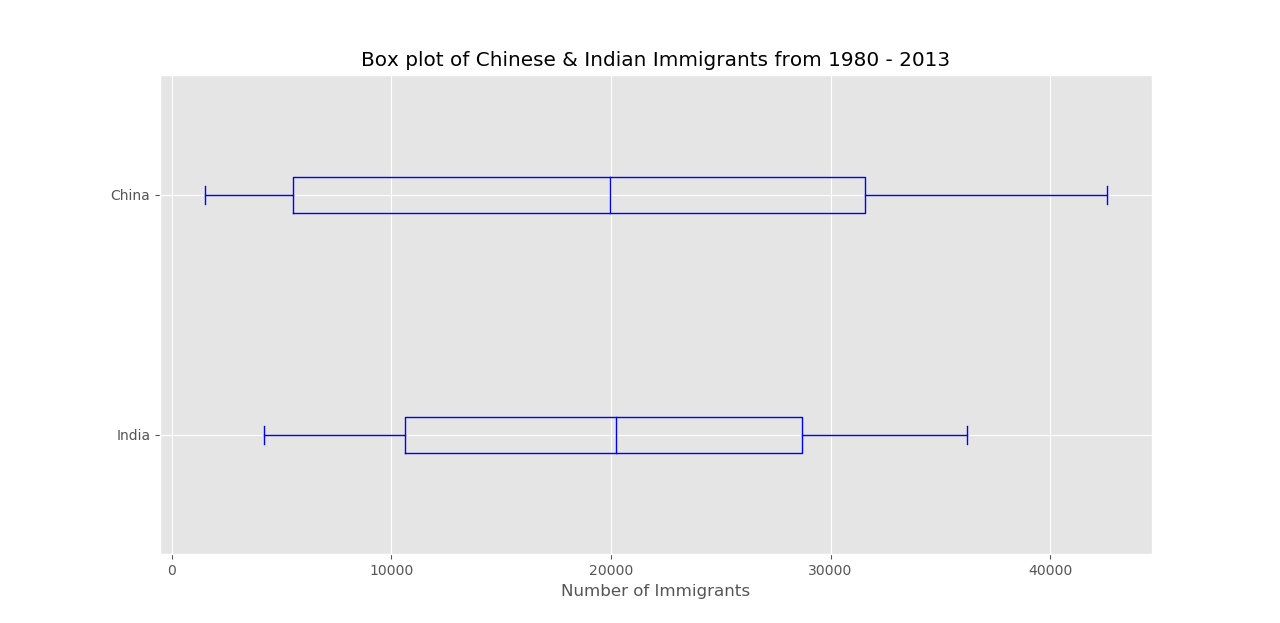 Box plot of Chinese & Indian Immigrants from 1980 - 2013
China
India
0 10000 20000 30000 40000
Number of Immigrants